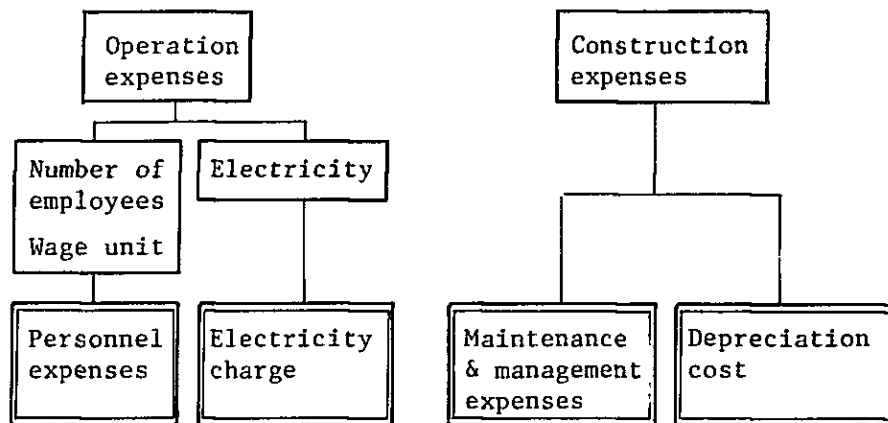 Operation
expenses
Construction
expenses
Number of
employees
Wage unit
Electricity
Personnel
expenses
Electricity
charge
Maintenance
& management
expenses
Depreciation
cost